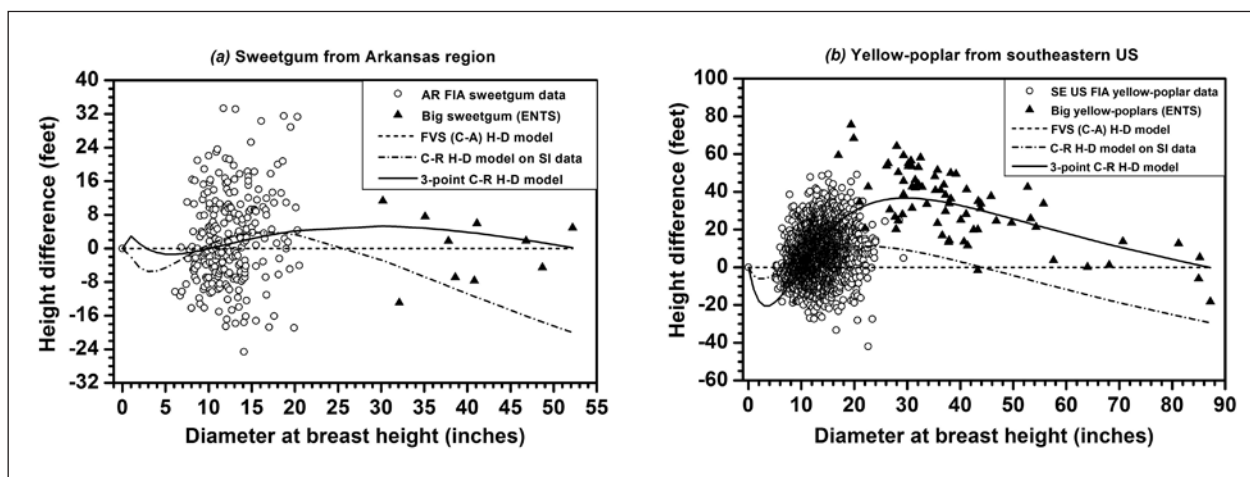 (a) Sweetgum from Arkansas region
40
32
24
16
8
0
-8
-16
-24
-32
Height difference (feet)
AR FIA sweetgum data
Big sweetgum (ENTS)
FVS (C-A) H-D model
C-R H-D model on SI data
3-point C-R H-D model
0 5 10 15 20 25 30 35 40 45 50 55
Diameter at breast height (inches)
(b) Yellow-poplar from southeastern US
100
80
60
40
20
0
-20
-40
-60
Height difference (feet)
SE US FIA yellow-poplar data
Big yellow-poplars (ENTS)
FVS (C-A) H-D model
C-R H-D model on SI data
3-point C-R H-D model
0 10 20 30 40 50 60 70 80 90
Diameter at breast height (inches)